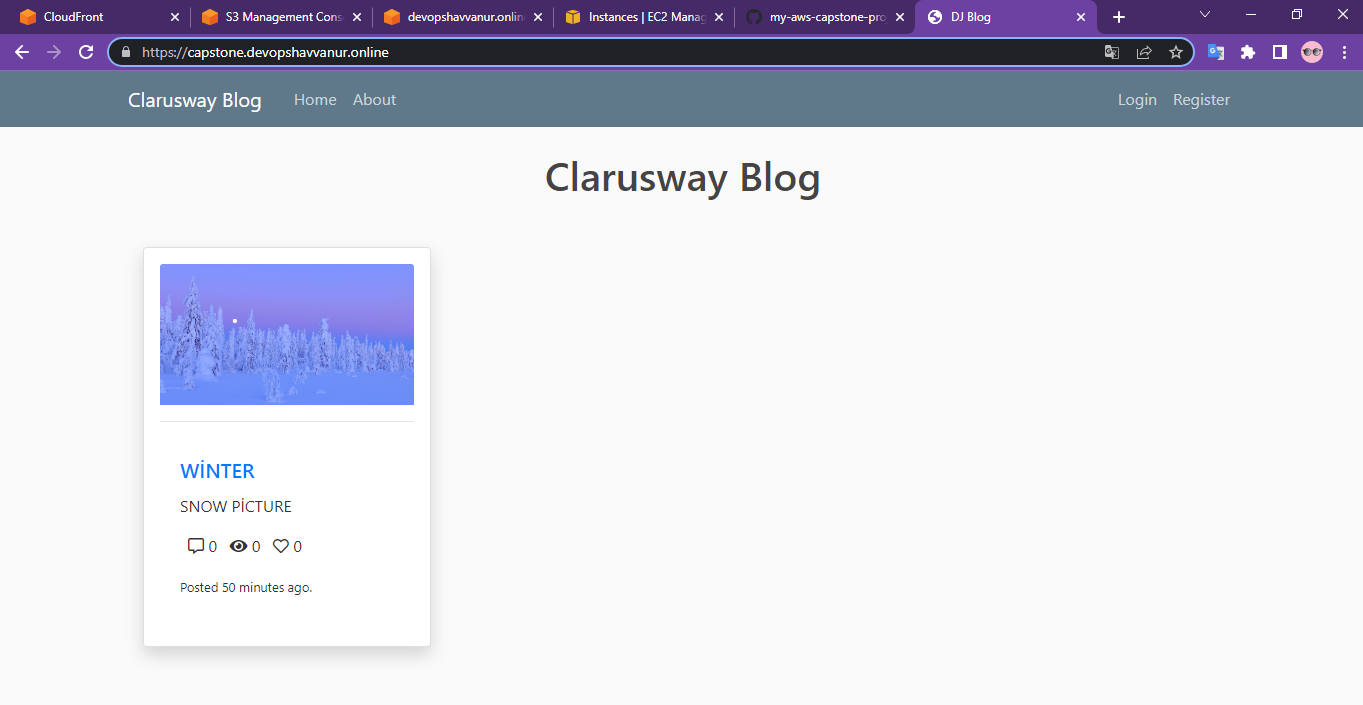 CloudFront
S3 Management Cons
devopshavvanur.onlin
Instances | EC2 Manag
my-aws-capstone-pro
DJ Blog
https://capstone.devopshavvanur.online
Clarusway Blog
Home
About
Login
Register
Clarusway Blog
WİNTER
SNOW PİCTURE
0 0 0
Posted 50 minutes ago.